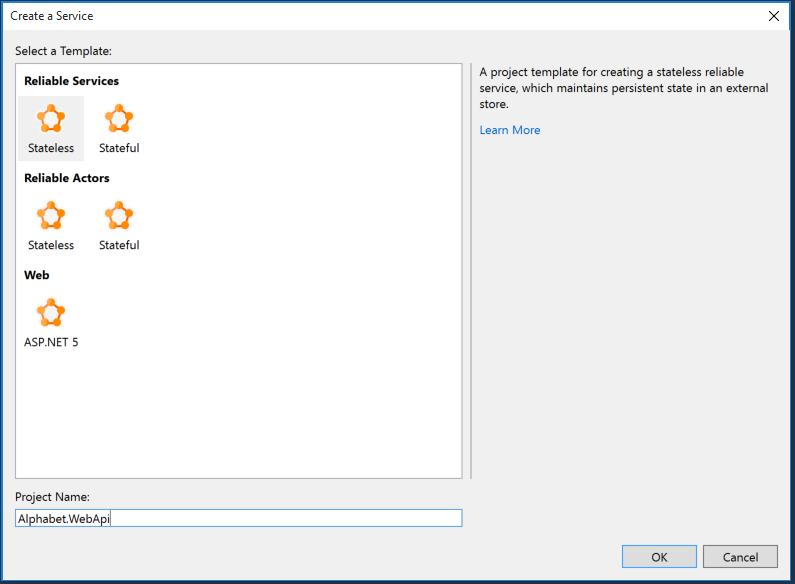 Create a Service
Select a Template:
Reliable Services
Stateless
Stateful
Reliable Actors
Stateless
Stateful
Web
ASP.NET 5
A project template for creating a stateless reliable
service, which maintains persistent state in an external
store.
Learn More
Project Name:
Alphabet.WebApi
OK
Cancel